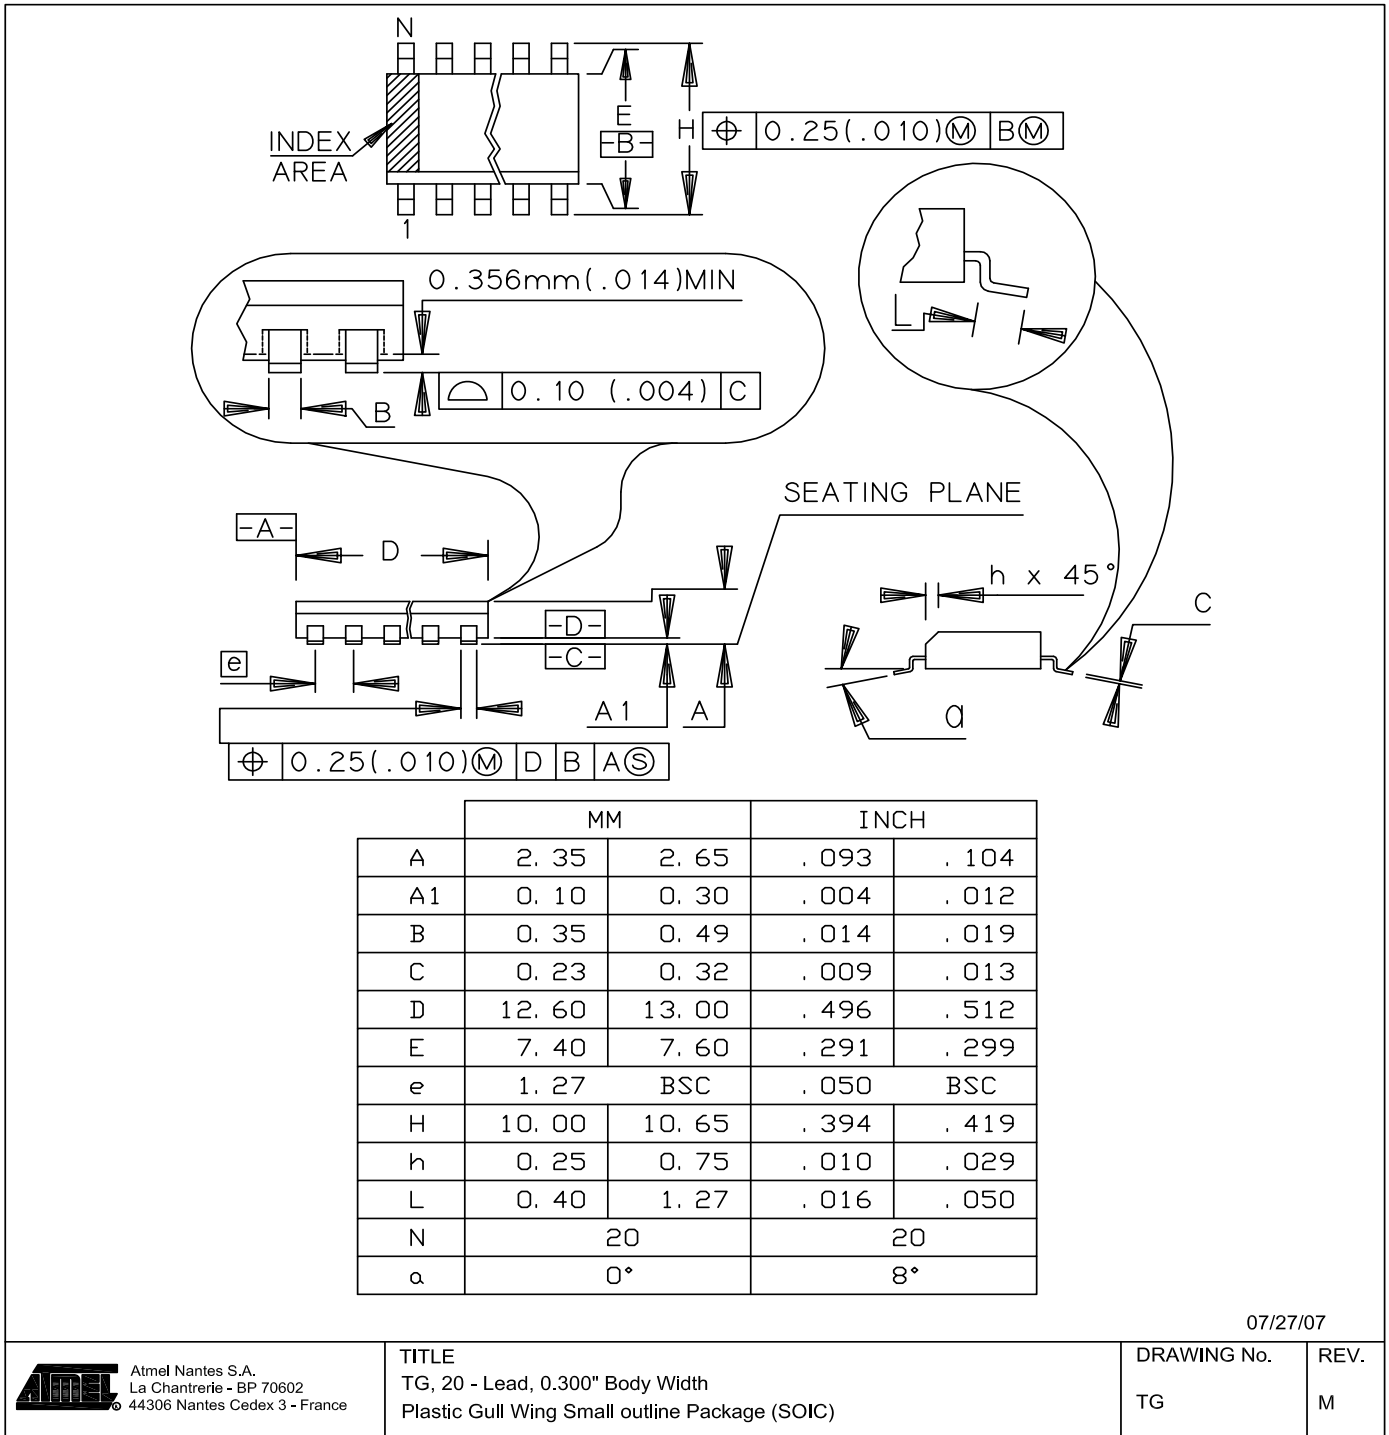 N
INDEX
AREA
1
E
-B-
H
0.25(.010)Ⓜ BⓂ
L
0.356mm(.014)MIN
0.10 (.004) C
B
SEATING PLANE
-A-
D
h x 45°
C
-D-
-C-
e
A1
A
a
0.25(.010)Ⓜ D B AⓈ
MM INCH
A 2.35 2.65 .093 .104
A1 0.10 0.30 .004 .012
B 0.35 0.49 .014 .019
C 0.23 0.32 .009 .013
D 12.60 13.00 .496 .512
E 7.40 7.60 .291 .299
e 1.27 BSC .050 BSC
H 10.00 10.65 .394 .419
h 0.25 0.75 .010 .029
L 0.40 1.27 .016 .050
N 20 20
a 0° 8°
07/27/07
ATMEL ®
Atmel Nantes S.A.
La Chantrerie - BP 70602
44306 Nantes Cedex 3 - France
TITLE
TG, 20 - Lead, 0.300" Body Width
Plastic Gull Wing Small outline Package (SOIC)
DRAWING No.
TG
REV.
M